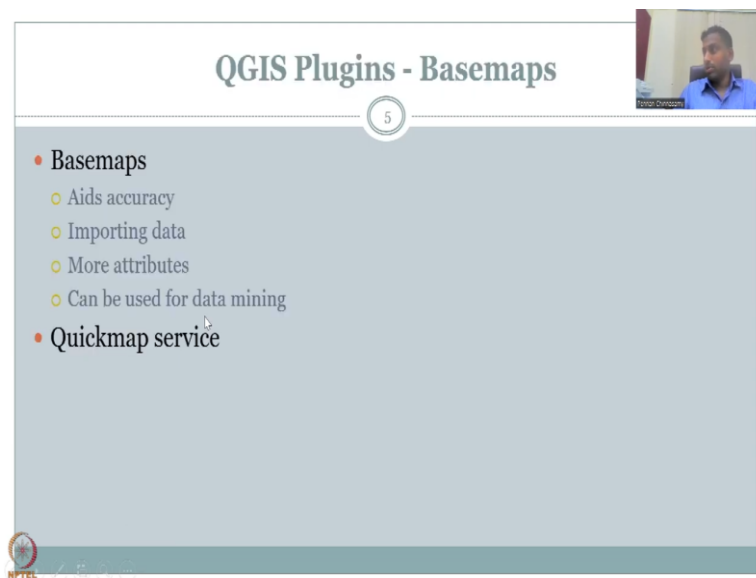 QGIS Plugins - Basemaps
5
Basemaps
Aids accuracy
Importing data
More attributes
Can be used for data mining
Quickmap service
NPTEL